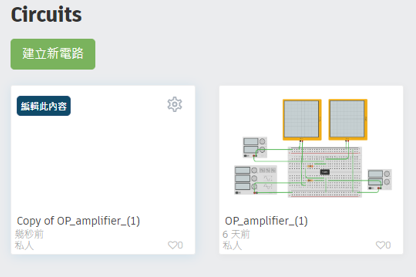 Circuits
建立新電路
編輯此內容
Copy of OP_amplifier_(1)
幾秒前
私人
0
OP_amplifier_(1)
6 天前
私人
0